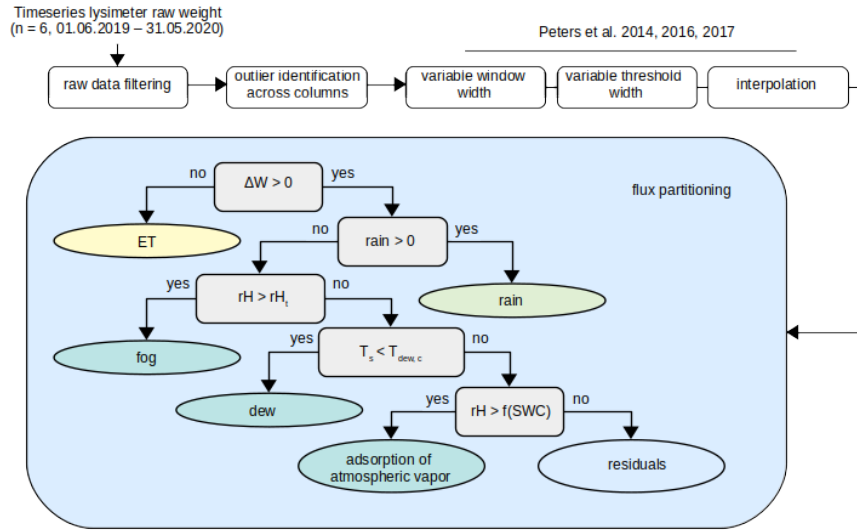 Timeseries lysimeter raw weight
(n = 6, 01.06.2019 – 31.05.2020)
Peters et al. 2014, 2016, 2017
raw data filtering
outlier identification
across columns
variable window
width
variable threshold
width
interpolation
flux partitioning
no
ΔW > 0
yes
ET
no
rain > 0
yes
yes
rH > rHt
no
rain
fog
yes
Ts < Tdew, c
no
dew
yes
rH > f(SWC)
no
adsorption of
atmospheric vapor
residuals